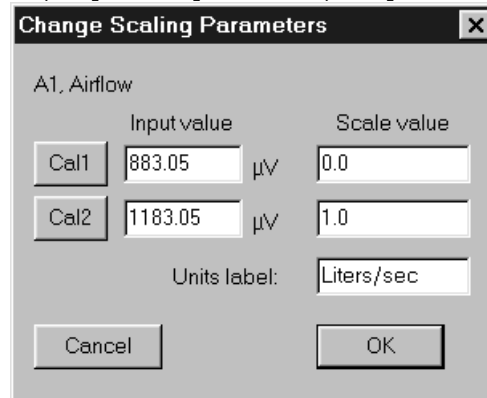 Change Scaling Parameters
A1, Airflow
Input value Scale value
Cal1 883.05 µV 0.0
Cal2 1183.05 µV 1.0
Units label: Liters/sec
Cancel OK